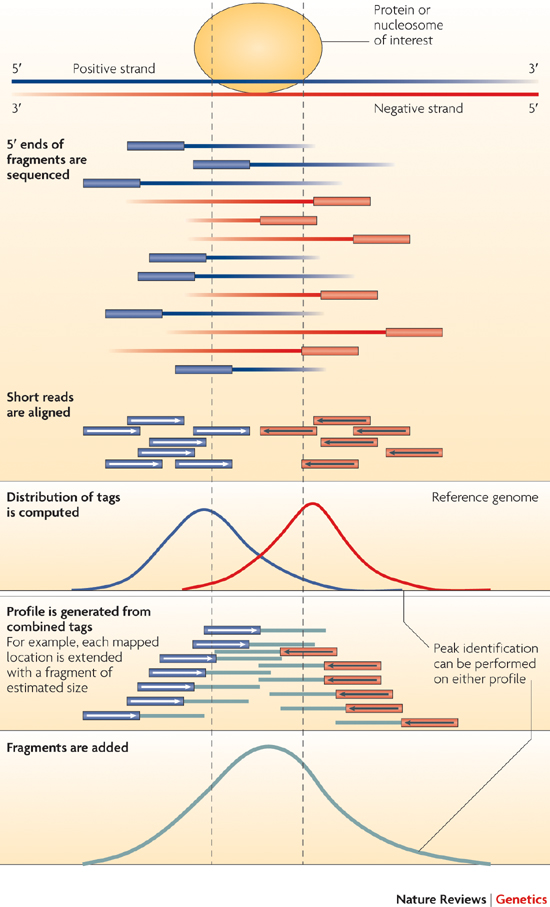 Protein or
nucleosome
of interest
5′
Positive strand
3′
3′
Negative strand
5′
5′ ends of
fragments are
sequenced
Short reads
are aligned
Distribution of tags
is computed
Reference genome
Profile is generated from
combined tags
For example, each mapped
location is extended
with a fragment of
estimated size
Peak identification
can be performed
on either profile
Fragments are added
Nature Reviews | Genetics